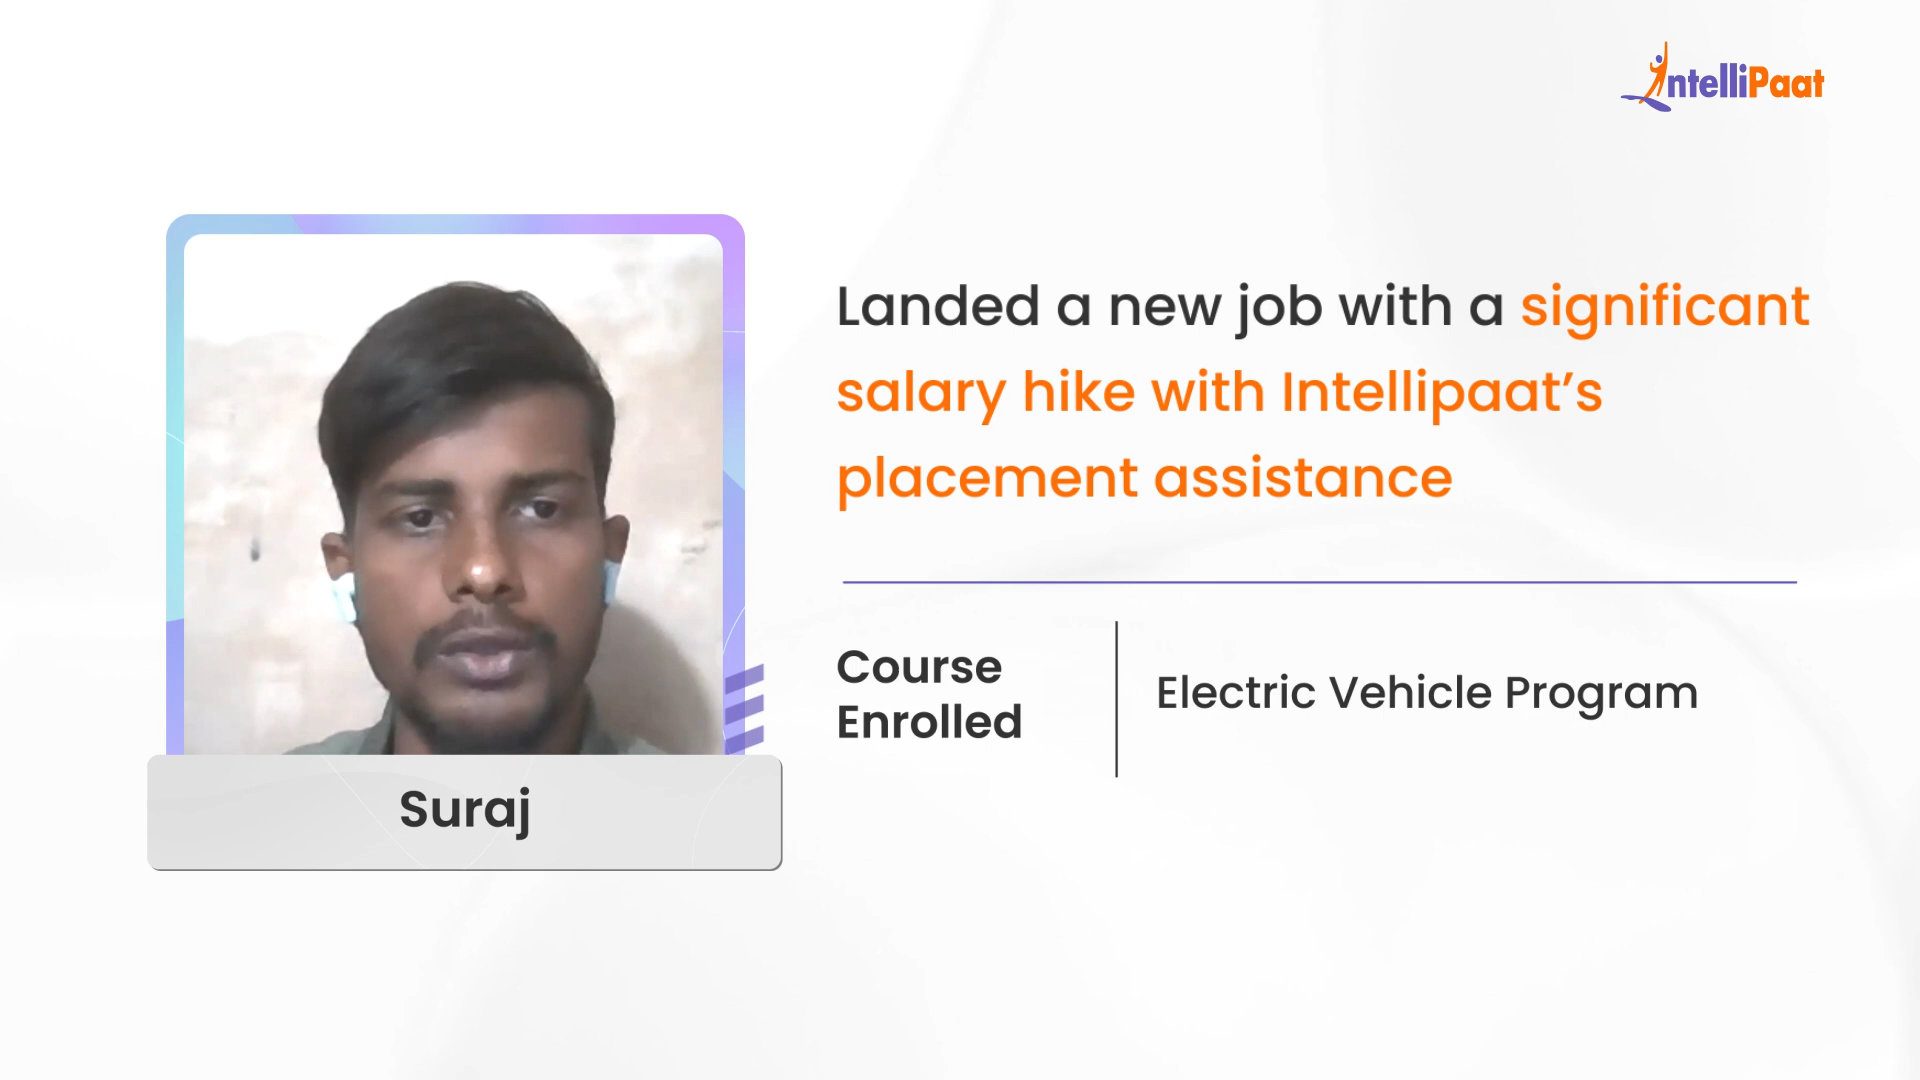 IntelliPaat
Landed a new job with a significant
salary hike with Intellipaat’s
placement assistance
Course
Enrolled
Electric Vehicle Program
Suraj